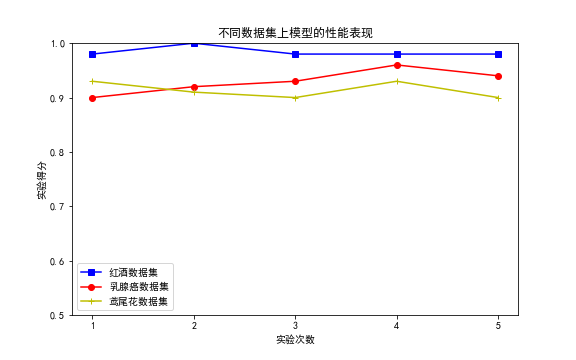 不同数据集上模型的性能表现
1.0
0.9
0.8
0.7
0.6
0.5
实验得分
红酒数据集
乳腺癌数据集
鸢尾花数据集
1 2 3 4 5
实验次数